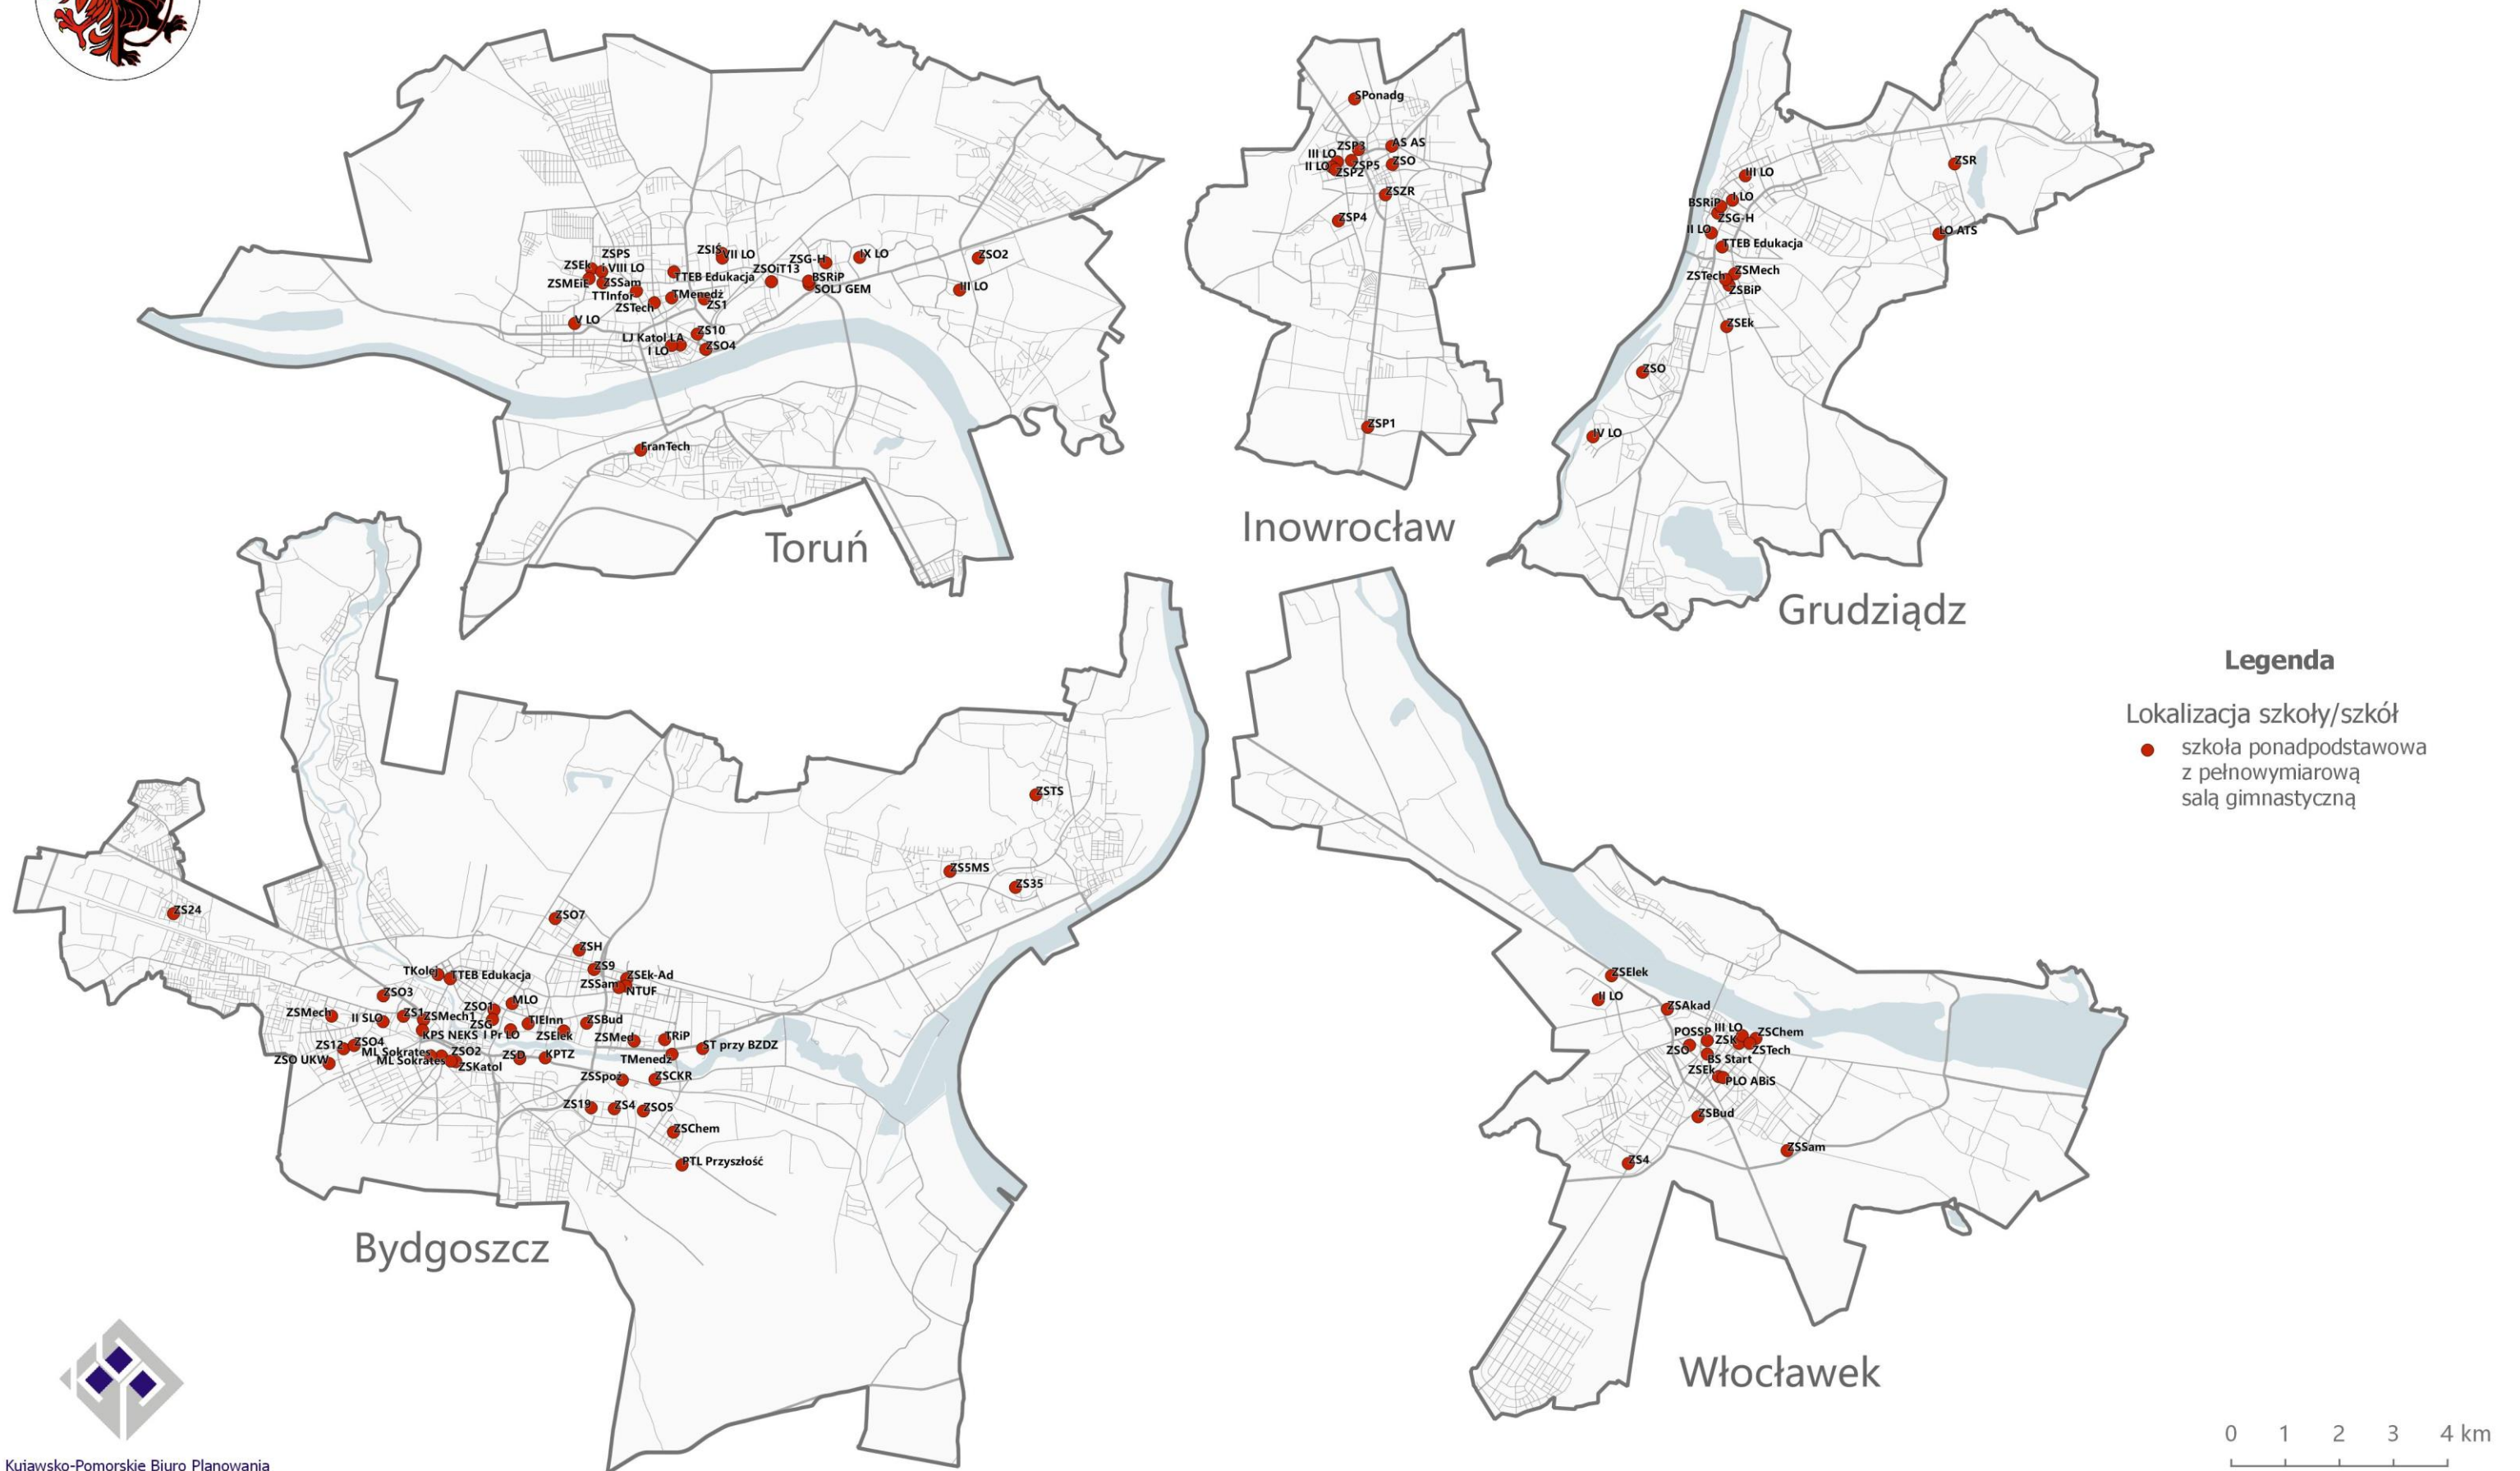 ZSPS
ZSEk
VIII LO
ZSMEiE
ZSSam
TTInfor
ZSTech
TMenedż
ZS1
ZSIŚ
VII LO
TTEB Edukacja
ZSOiT13
ZSG-H
IX LO
BSRiP
SOLJ GEM
ZSO2
III LO
V LO
ZS10
LJ Katol
LA
I LO
ZSO4
FranTech
Toruń
SPonadg
ZSP3
AS AS
III LO
II LO
ZSP5
ZSP2
ZSO
ZSZR
ZSP4
ZSP1
Inowrocław
ZSR
III LO
I LO
BSRiP
ZSG-H
II LO
TTEB Edukacja
LO ATS
ZSMech
ZSTech
ZSBiP
ZSEk
ZSO
IV LO
Grudziądz
Legenda
Lokalizacja szkoły/szkół
szkoła ponadpodstawowa
z pełnowymiarową
salą gimnastyczną
ZSTS
ZS5MS
ZS35
ZS24
ZSO7
ZSH
ZS9
ZSEk-Ad
ZSSam
NTUF
TKolej
TTEB Edukacja
ZSO3
MLO
ZSO1
ZSMech
II SLO
ZS1
ZSMech1
ZSG
TIEInn
ZSBud
KPS NEKS
I Pr LO
ZSElek
ZSMed
TRiP
ST przy BZDZ
ZS12
ZSO4
ML Sokrates
ZSO2
ZSD
KPTZ
TMenedż
ZSO UKW
ML Sokrates
ZSKatol
ZSSpoż
ZSCKR
ZS19
ZS4
ZSO5
ZSChem
PTL Przyszłość
Bydgoszcz
ZSElek
II LO
ZSAkad
POSSP
III LO
ZSChem
ZSK
ZSO
ZSTech
BS Start
ZSEk
PLO ABiS
ZSBud
ZSSam
ZS4
Włocławek
0 1 2 3 4 km
Kujawsko-Pomorskie Biuro Planowania